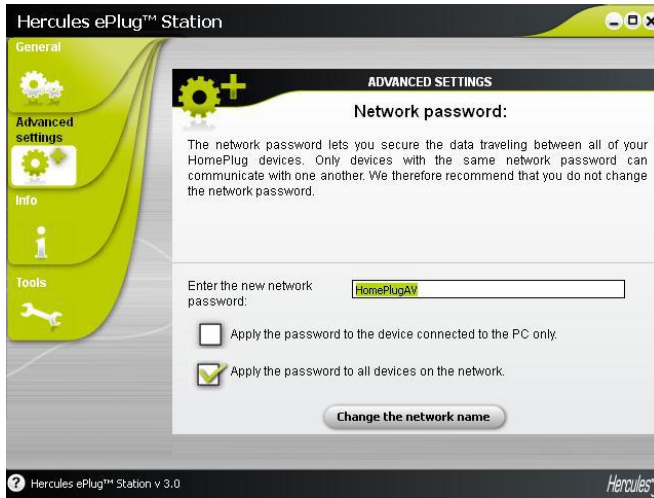 Hercules ePlug™ Station
General
Advanced
settings
Info
Tools
ADVANCED SETTINGS
Network password:
The network password lets you secure the data traveling between all of your
HomePlug devices. Only devices with the same network password can
communicate with one another. We therefore recommend that you do not change
the network password.
Enter the new network
password:
HomePlugAV
Apply the password to the device connected to the PC only.
Apply the password to all devices on the network.
Change the network name
? Hercules ePlug™ Station v 3.0
Hercules®